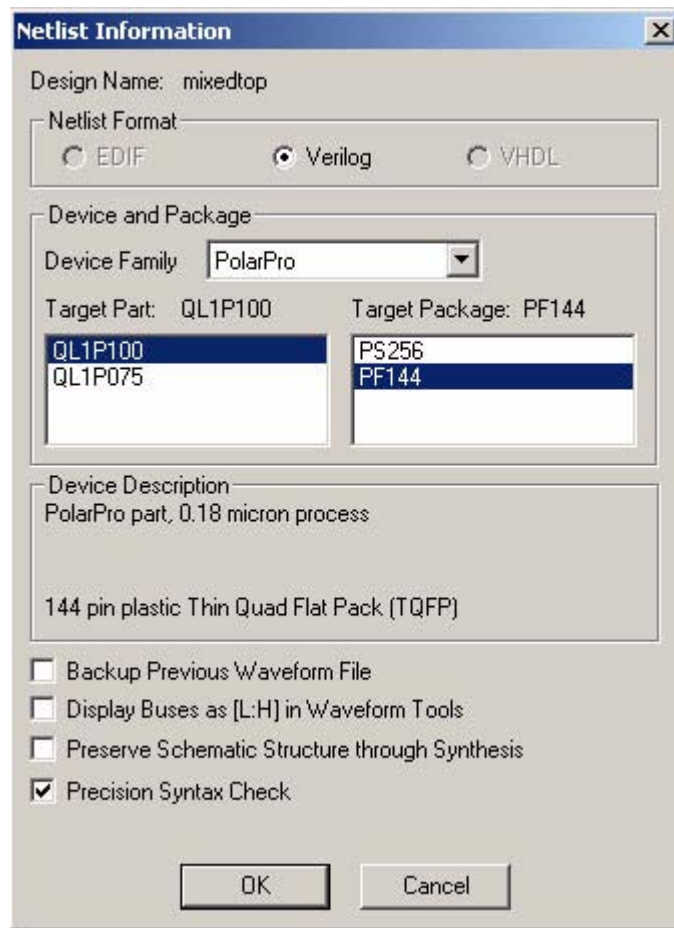 Netlist Information
Design Name: mixedtop
Netlist Format
EDIF Verilog VHDL
Device and Package
Device Family PolarPro
Target Part: QL1P100 Target Package: PF144
QL1P100 PS256
QL1P075 PF144
Device Description
PolarPro part, 0.18 micron process
144 pin plastic Thin Quad Flat Pack (TQFP)
Backup Previous Waveform File
Display Buses as [L:H] in Waveform Tools
Preserve Schematic Structure through Synthesis
Precision Syntax Check
OK Cancel